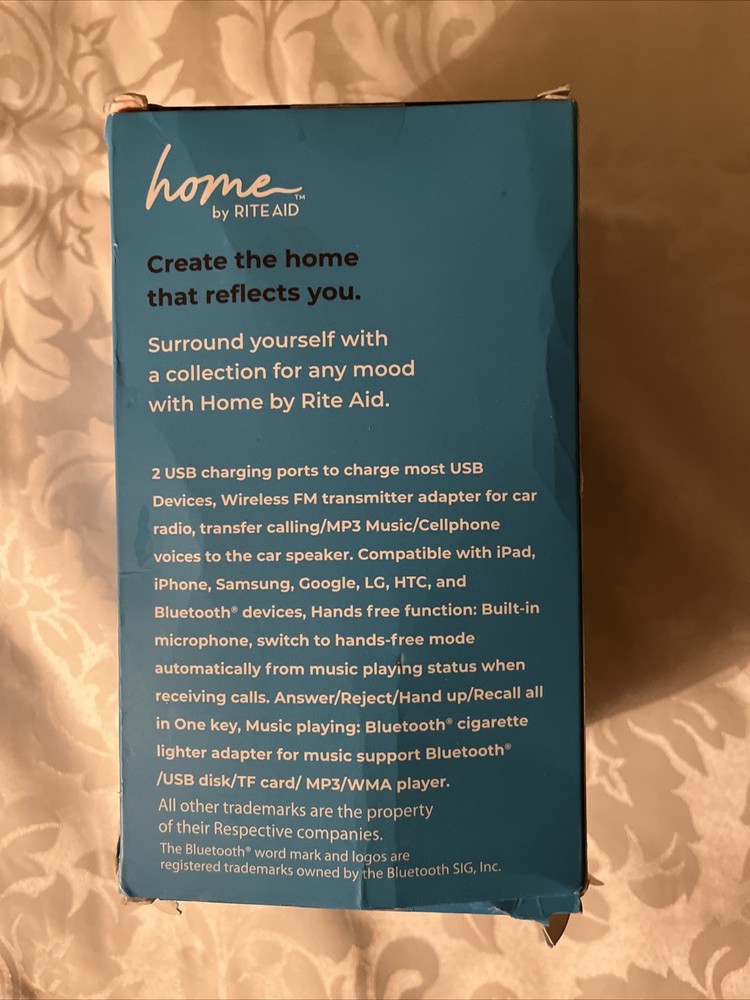 home™
by RITE AID
Create the home
that reflects you.
Surround yourself with
a collection for any mood
with Home by Rite Aid.
2 USB charging ports to charge most USB
Devices, Wireless FM transmitter adapter for car
radio, transfer calling/MP3 Music/Cellphone
voices to the car speaker. Compatible with iPad,
iPhone, Samsung, Google, LG, HTC, and
Bluetooth® devices, Hands free function: Built-in
microphone, switch to hands-free mode
automatically from music playing status when
receiving calls. Answer/Reject/Hand up/Recall all
in One key, Music playing: Bluetooth® cigarette
lighter adapter for music support Bluetooth®
/USB disk/TF card/ MP3/WMA player.
All other trademarks are the property
of their Respective companies.
The Bluetooth® word mark and logos are
registered trademarks owned by the Bluetooth SIG, Inc.